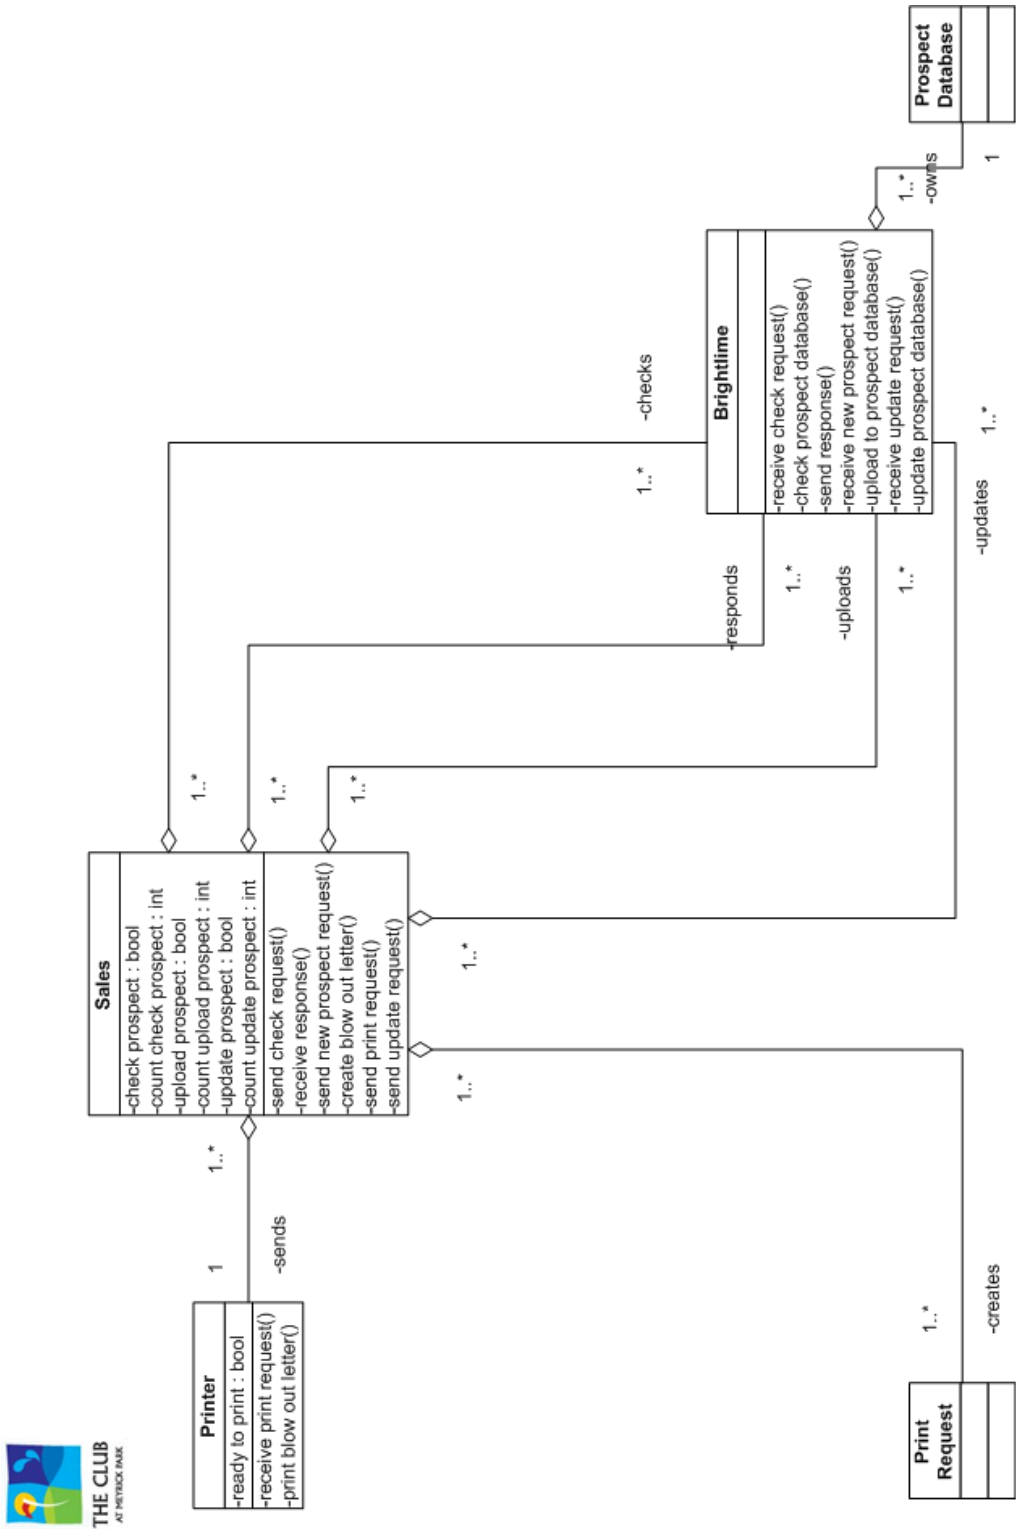 THE CLUB
AT MEYRICK PARK
Printer
-ready to print : bool
-receive print request()
-print blow out letter()
1
1..*
-sends
Sales
-check prospect : bool
-count check prospect : int
-upload prospect : bool
-count upload prospect : int
-update prospect : bool
-count update prospect : int
-send check request()
-receive response()
-send new prospect request()
-create blow out letter()
-send print request()
-send update request()
1..*
1..*
1..*
1..*
1..*
-checks
1..*
-responds
1..*
-uploads
1..*
-updates
1..*
Brightlime
-receive check request()
-check prospect database()
-send response()
-receive new prospect request()
-upload to prospect database()
-receive update request()
-update prospect database()
1..*
-owns
1
Prospect
Database
Print
Request
1..*
-creates